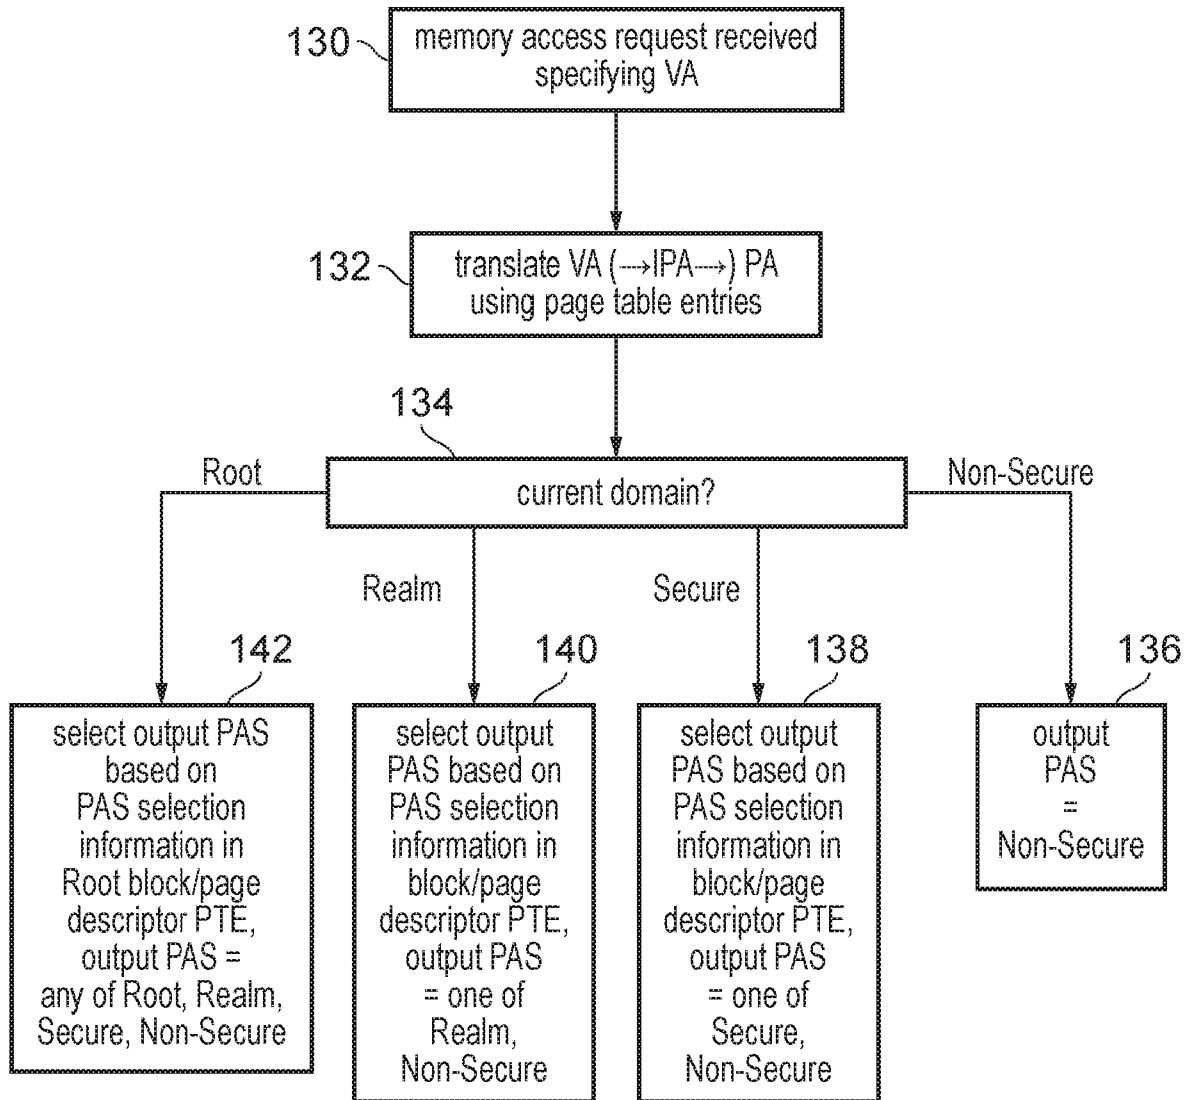 130
memory access request received
specifying VA
132
translate VA (→IPA→) PA
using page table entries
134
current domain?
Root
Non-Secure
Realm
Secure
142
select output PAS
based on
PAS selection
information in
Root block/page
descriptor PTE,
output PAS =
any of Root, Realm,
Secure, Non-Secure
140
select output
PAS based on
PAS selection
information in
block/page
descriptor PTE,
output PAS
= one of
Realm,
Non-Secure
138
select output
PAS based on
PAS selection
information in
block/page
descriptor PTE,
output PAS
= one of
Secure,
Non-Secure
136
output
PAS
=
Non-Secure